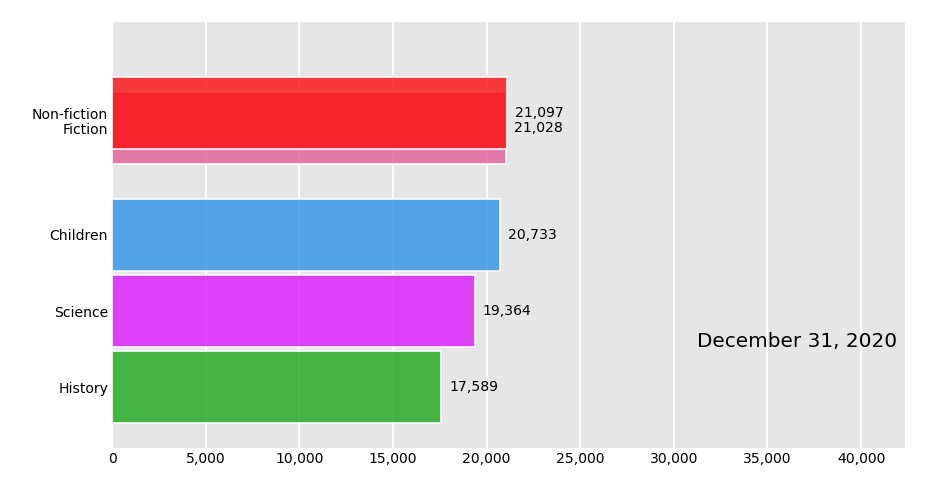 Non-fiction 21,097
Fiction 21,028
Children 20,733
Science 19,364
December 31, 2020
History 17,589
0 5,000 10,000 15,000 20,000 25,000 30,000 35,000 40,000